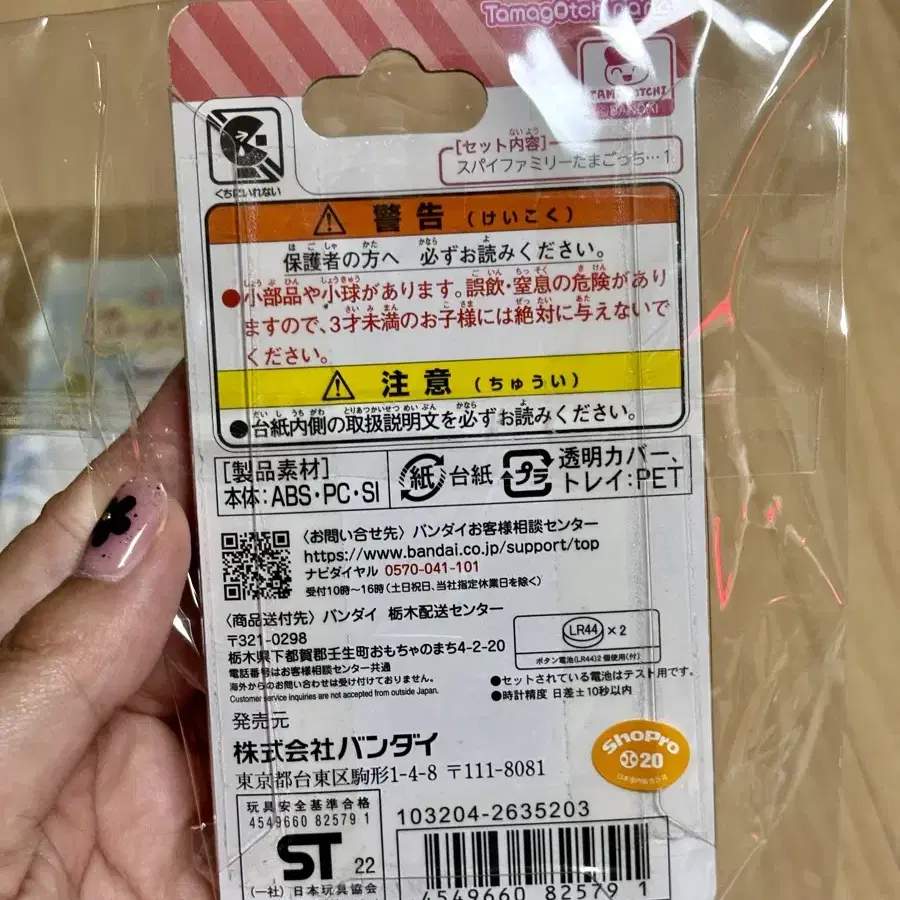 Tamagotchi nano
TAMAGOTCHI
BANDAI
[セット内容]
スパイファミリーたまごっち…1
くちにいれない
警告(けいこく)
保護者の方へ 必ずお読みください。
●小部品や小球があります。誤飲・窒息の危険があり
ますので、3才未満のお子様には絶対に与えないで
ください。
注意(ちゅうい)
●台紙内側の取扱説明文を必ずお読みください。
[製品素材]
本体:ABS・PC・SI
紙 台紙
プラ 透明カバー、
トレイ:PET
〈お問い合せ先〉バンダイお客様相談センター
https://www.bandai.co.jp/support/top
ナビダイヤル 0570-041-101
受付10時〜16時(土日祝日、当社指定休業日を除く)
〈商品送付先〉バンダイ 栃木配送センター
〒321-0298
栃木県下都賀郡壬生町おもちゃのまち4-2-20
電話番号はお客様相談センター共通
海外からのお問い合わせは受け付けておりません。
Customer service inquiries are not accepted from outside Japan.
LR44×2
ボタン電池(LR44)2個使用(付)
●セットされている電池はテスト用です。
●時計精度 日差±10秒以内
発売元
株式会社バンダイ
東京都台東区駒形1-4-8 〒111-8081
ShoPro
20
玩具安全基準合格
4549660 82579 1
ST 22
(一社)日本玩具協会
103204-2635203
4549660 82579 1